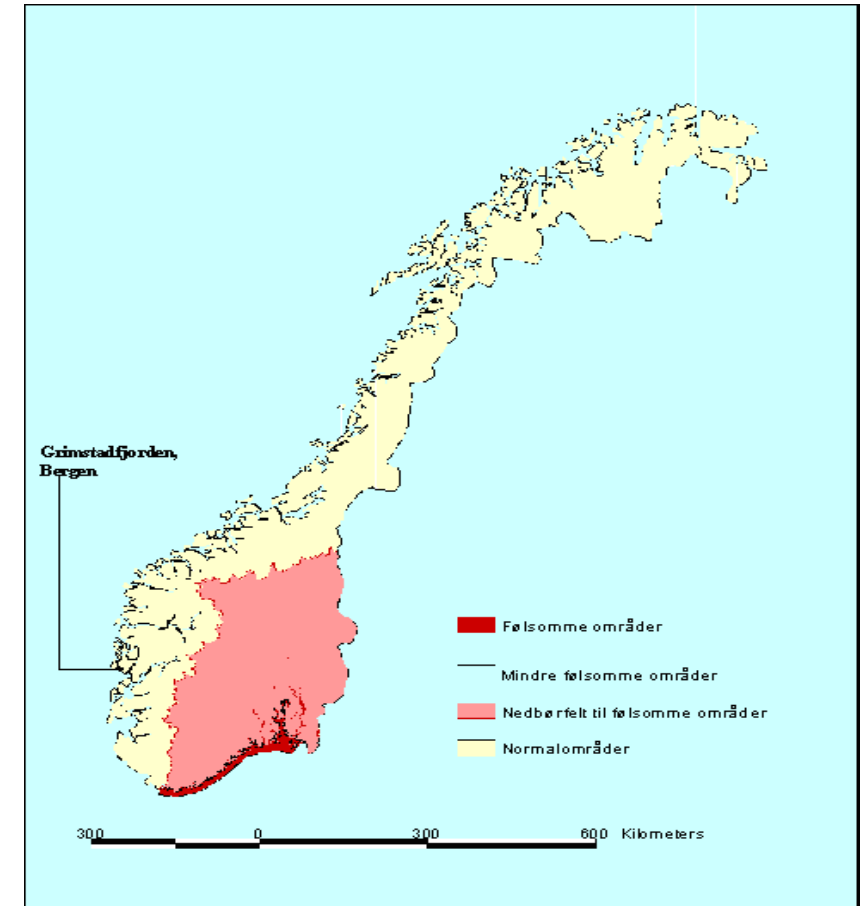 Grimstadfjorden,
Bergen
Følsomme områder
Mindre følsomme områder
Nedbørfelt til følsomme områder
Normalområder
300 0 300 600 Kilometers